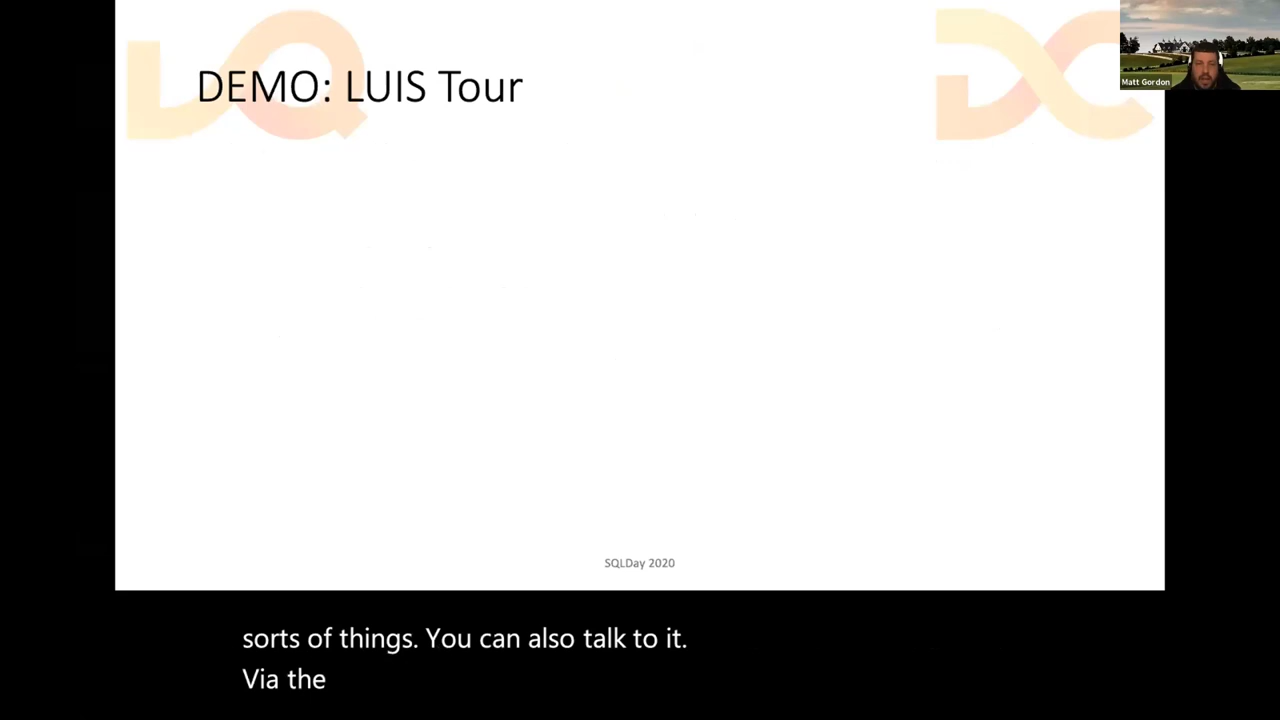 DEMO: LUIS Tour
Matt Gordon
SQLDay 2020
sorts of things. You can also talk to it.
Via the